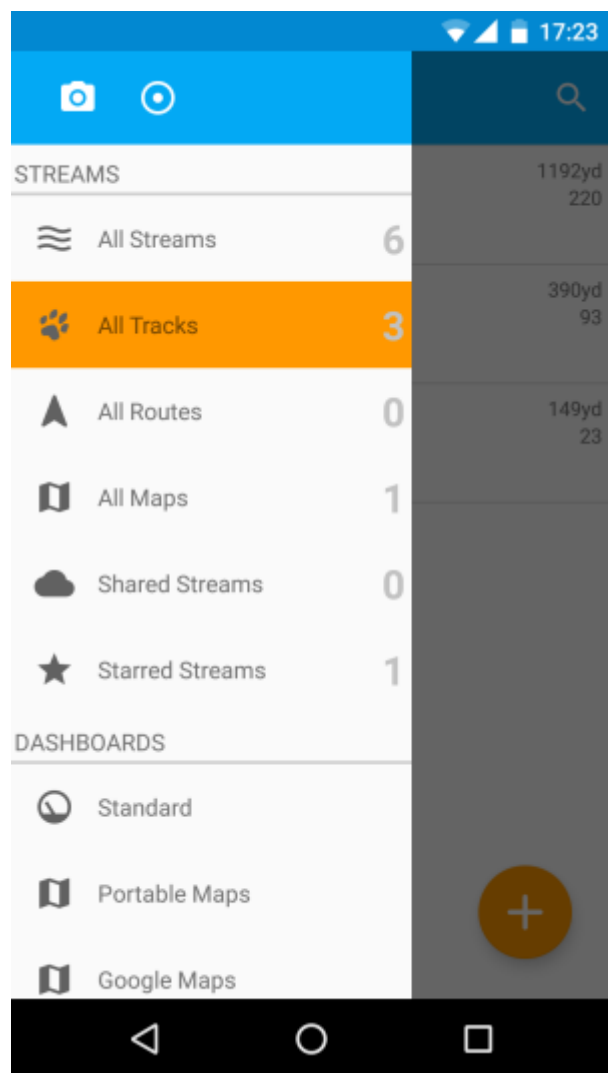 17:23
STREAMS
All Streams 6
All Tracks 3
All Routes 0
All Maps 1
Shared Streams 0
Starred Streams 1
DASHBOARDS
Standard
Portable Maps
Google Maps
1192yd
220
390yd
93
149yd
23